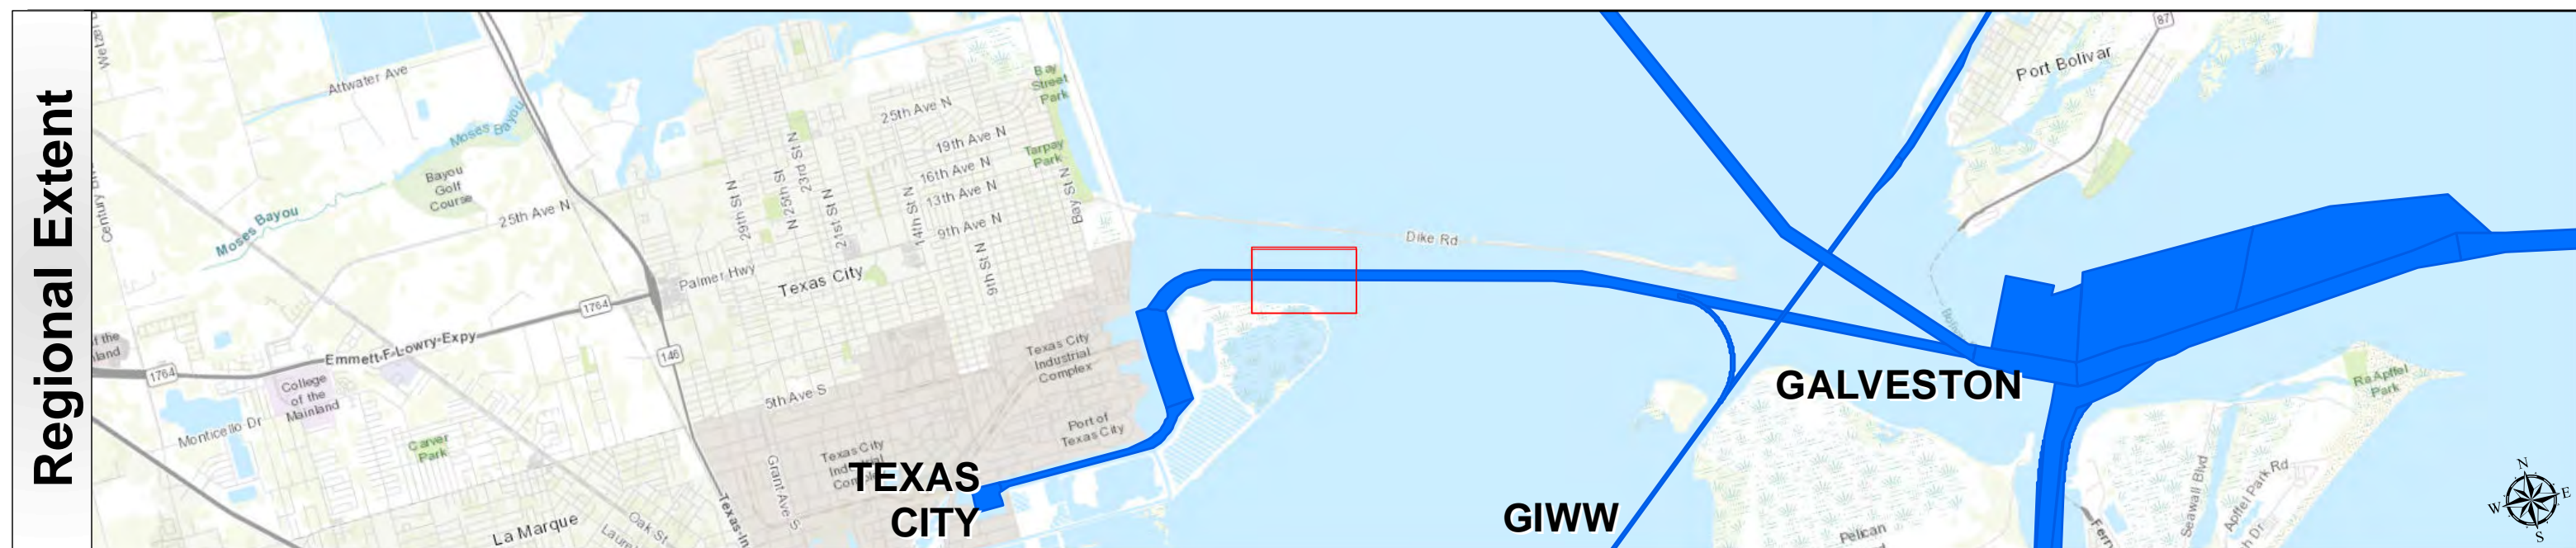 Regional Extent
Attwater Ave
Moses Bayou
Bayou
Golf
Course
Moses Bayou
25th Ave N
Palmer Hwy
1764
Emmett-F-Lowry-Expy
1764
146
College
of the
Mainland
Monticello Dr
Carver
Park
La Marque
Oak St
5th Ave S
Grant Ave S
Bay
Street
Park
25th Ave N
19th Ave N
Tarpay
Park
16th Ave N
13th Ave N
9th Ave N
29th St N
N 25th St
23rd St N
21st St N
14th St N
9th St N
Bay St N
Texas City
Texas City
Industrial
Complex
Port of
Texas City
Texas City
TEXAS
CITY
Dike Rd
87
Port Bolivar
GALVESTON
GIWW
Pelican
Ra Apffel
Park
Seawall Blvd
Apffel Park Rd
N
W
E
S